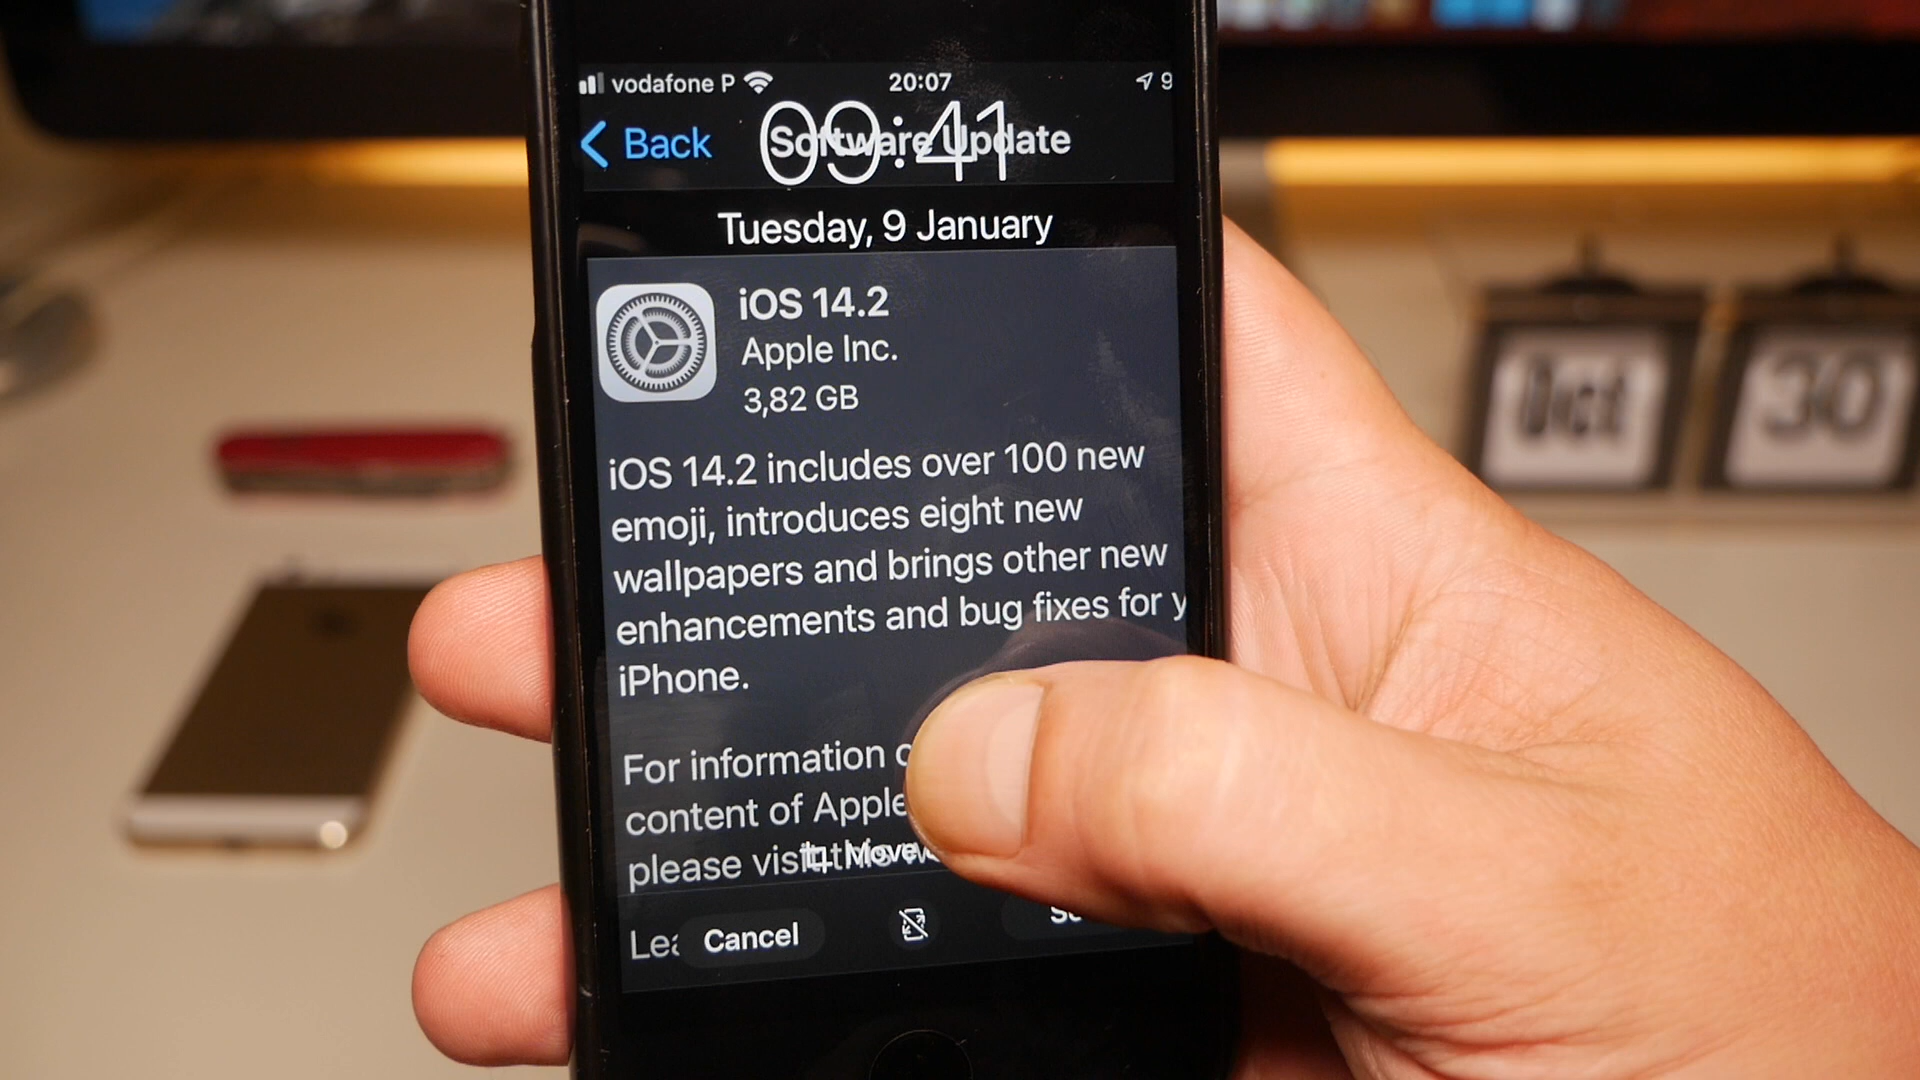 vodafone P 20:07 9
Back Software Update
09:41
Tuesday, 9 January
iOS 14.2
Apple Inc.
3,82 GB
iOS 14.2 includes over 100 new
emoji, introduces eight new
wallpapers and brings other new
enhancements and bug fixes for y
iPhone.
For information
content of Apple
please visit this
Move
Cancel
Oct 30